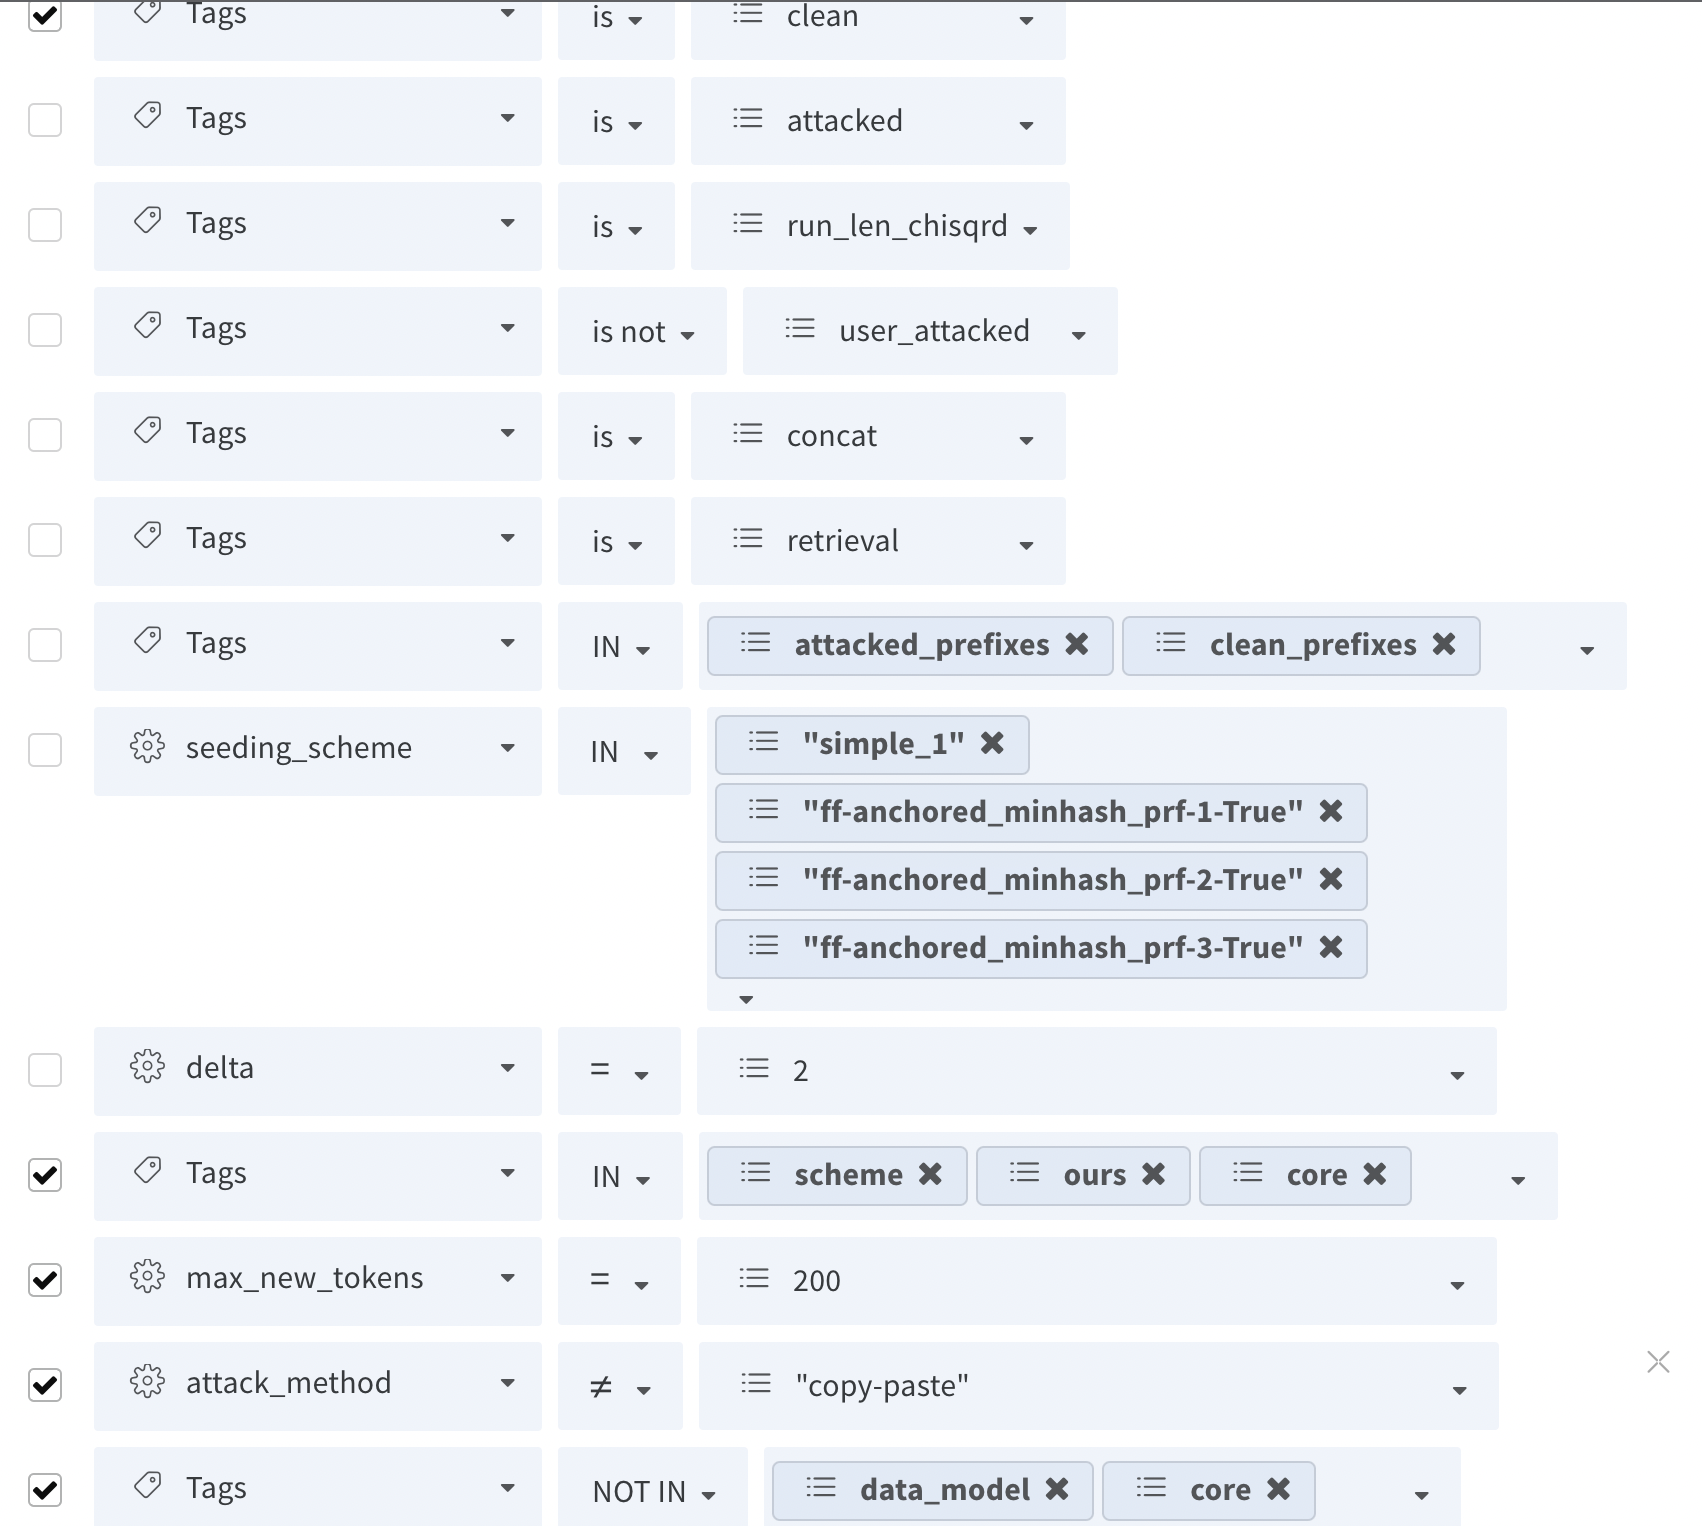 Tags is clean
Tags is attacked
Tags is run_len_chisqrd
Tags is not user_attacked
Tags is concat
Tags is retrieval
Tags IN attacked_prefixes clean_prefixes
seeding_scheme IN "simple_1"
"ff-anchored_minhash_prf-1-True"
"ff-anchored_minhash_prf-2-True"
"ff-anchored_minhash_prf-3-True"
delta = 2
Tags IN scheme ours core
max_new_tokens = 200
attack_method ≠ "copy-paste"
Tags NOT IN data_model core